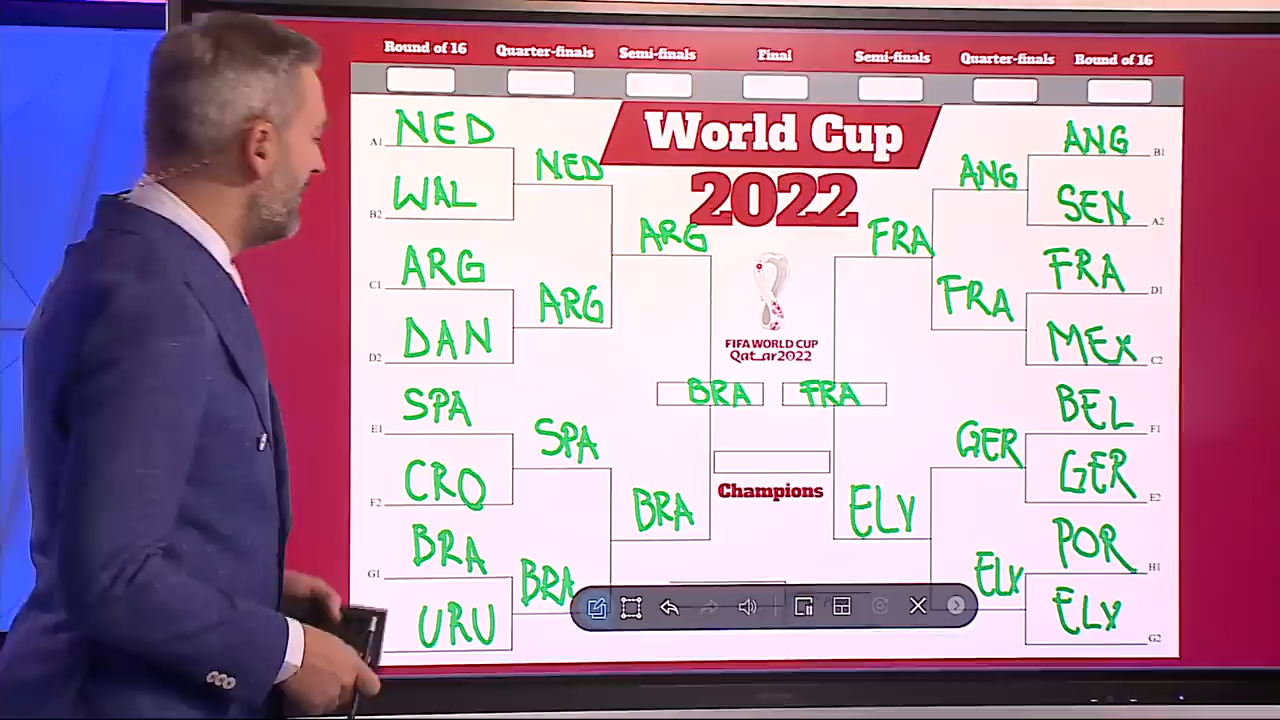 Round of 16 Quarter-finals Semi-finals Final Semi-finals Quarter-finals Round of 16
World Cup
2022
FIFA WORLD CUP
Qatar2022
A1 NED
B2 WAL
C1 ARG
D2 DAN
E1 SPA
F2 CRO
G1 BRA
URU
NED
ARG
SPA
BRA
ARG
BRA
BRA FRA
Champions
FRA
ELY
ANG
FRA
GER
ELY
ANG B1
SEN A2
FRA D1
MEX C2
BEL F1
GER E2
POR H1
ELY G2